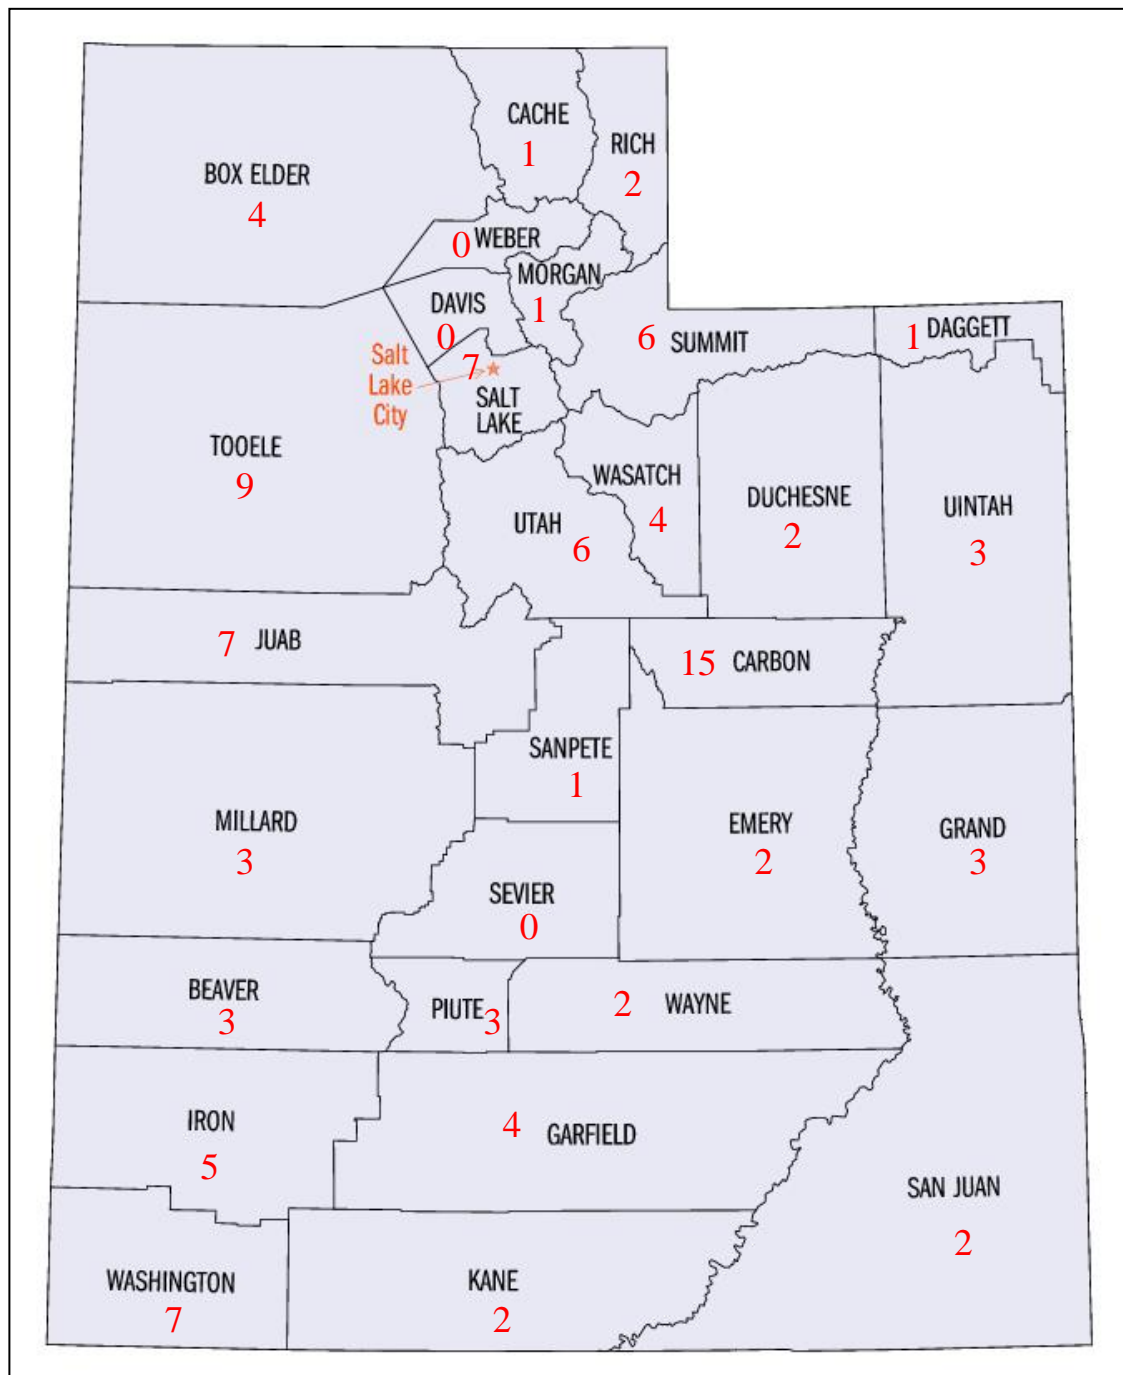 CACHE
1
RICH
2
BOX ELDER
4
0 WEBER
MORGAN
1
DAVIS
0
6 SUMMIT
1 DAGGETT
Salt
Lake
City
7
SALT
LAKE
TOOELE
9
WASATCH
4
DUCHESNE
2
UINTAH
3
UTAH
6
7 JUAB
15 CARBON
SANPETE
1
MILLARD
3
EMERY
2
GRAND
3
SEVIER
0
BEAVER
3
PIUTE 3
2 WAYNE
IRON
5
4 GARFIELD
SAN JUAN
2
WASHINGTON
7
KANE
2